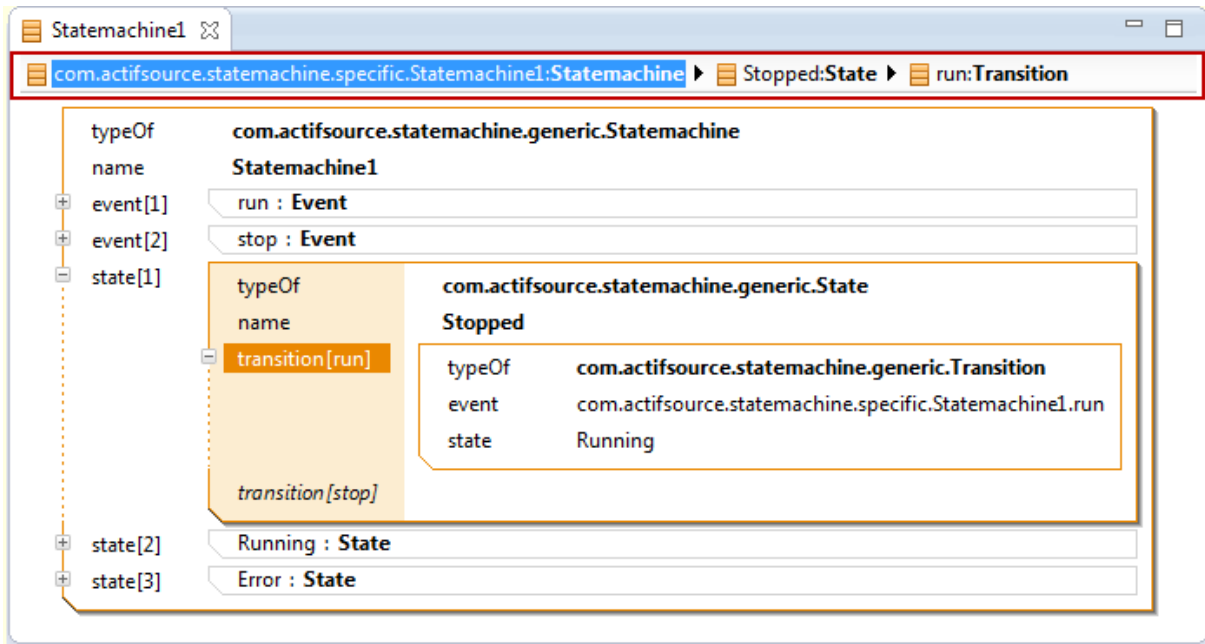 Statemachine1
com.actifsource.statemachine.specific.Statemachine1:Statemachine Stopped:State run:Transition
typeOf com.actifsource.statemachine.generic.Statemachine
name Statemachine1
event[1] run : Event
event[2] stop : Event
state[1] typeOf com.actifsource.statemachine.generic.State
name Stopped
transition[run] typeOf com.actifsource.statemachine.generic.Transition
event com.actifsource.statemachine.specific.Statemachine1.run
state Running
transition[stop]
state[2] Running : State
state[3] Error : State